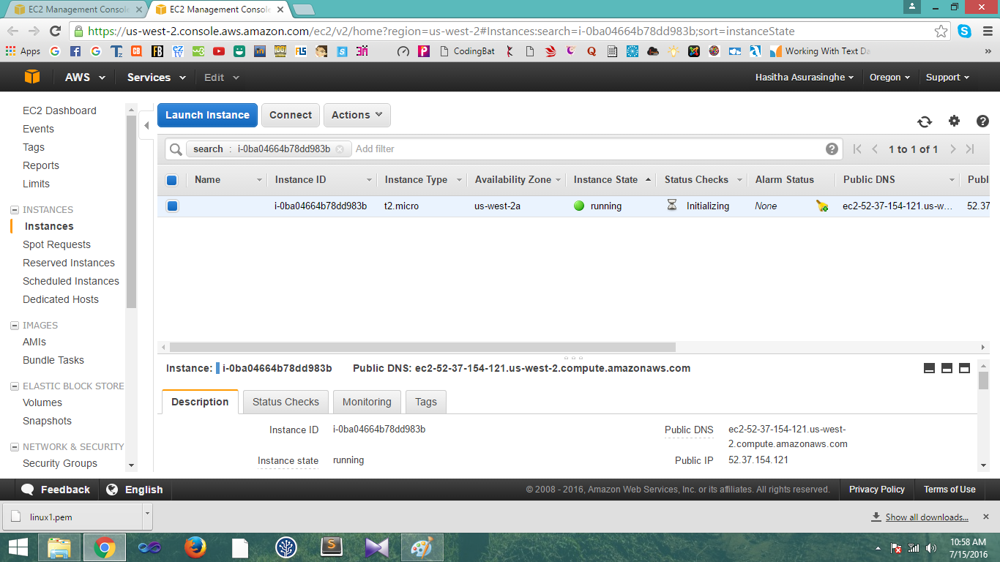 EC2 Management Conso
EC2 Management Conso
https://us-west-2.console.aws.amazon.com/ec2/v2/home?region=us-west-2#Instances:search=i-0ba04664b78dd983b;sort=instanceState
Apps
CodingBat
Working With Text Da
AWS Services Edit
Hasitha Asurasinghe Oregon Support
EC2 Dashboard
Events
Tags
Reports
Limits
INSTANCES
Instances
Spot Requests
Reserved Instances
Scheduled Instances
Dedicated Hosts
IMAGES
AMIs
Bundle Tasks
ELASTIC BLOCK STORE
Volumes
Snapshots
NETWORK & SECURITY
Security Groups
Launch Instance Connect Actions
search : i-0ba04664b78dd983b Add filter
1 to 1 of 1
Name Instance ID Instance Type Availability Zone Instance State Status Checks Alarm Status Public DNS Publ
i-0ba04664b78dd983b t2.micro us-west-2a running Initializing None ec2-52-37-154-121.us-w... 52.37
Instance: i-0ba04664b78dd983b Public DNS: ec2-52-37-154-121.us-west-2.compute.amazonaws.com
Description Status Checks Monitoring Tags
Instance ID i-0ba04664b78dd983b
Public DNS ec2-52-37-154-121.us-west-
2.compute.amazonaws.com
Instance state running
Public IP 52.37.154.121
Feedback English
© 2008 - 2016, Amazon Web Services, Inc. or its affiliates. All rights reserved. Privacy Policy Terms of Use
linux1.pem
Show all downloads...
10:58 AM
7/15/2016